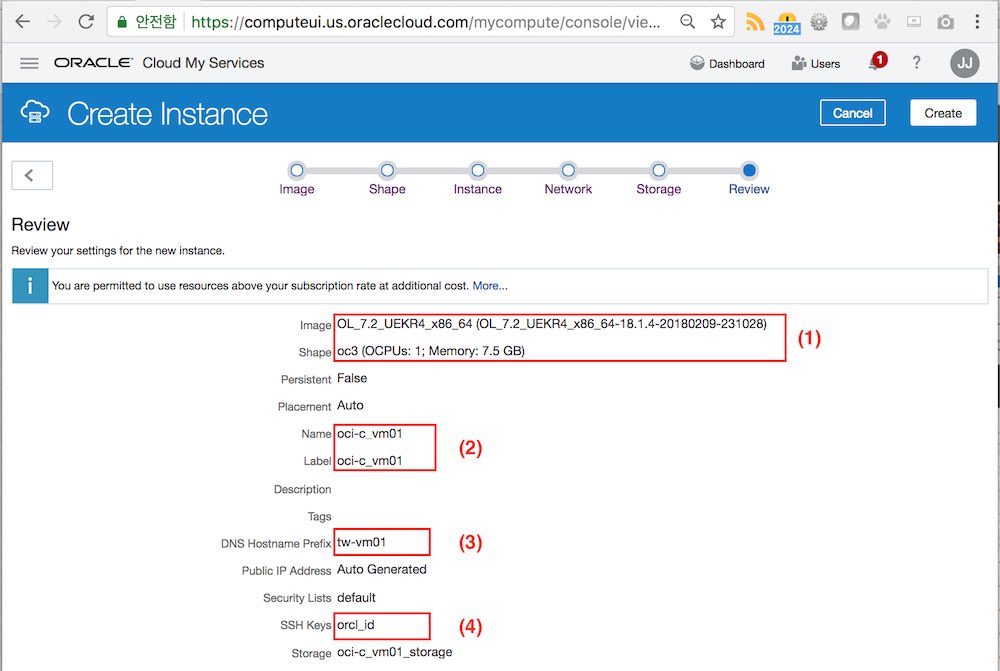 안전함 https://computeui.us.oraclecloud.com/mycompute/console/vie...
2024
ORACLE Cloud My Services Dashboard Users 1 ? JJ
Create Instance Cancel Create
Image Shape Instance Network Storage Review
Review
Review your settings for the new instance.
i You are permitted to use resources above your subscription rate at additional cost. More...
Image OL_7.2_UEKR4_x86_64 (OL_7.2_UEKR4_x86_64-18.1.4-20180209-231028)
(1)
Shape oc3 (OCPUs: 1; Memory: 7.5 GB)
Persistent False
Placement Auto
Name oci-c_vm01
(2)
Label oci-c_vm01
Description
Tags
DNS Hostname Prefix tw-vm01 (3)
Public IP Address Auto Generated
Security Lists default
SSH Keys orcl_id (4)
Storage oci-c_vm01_storage